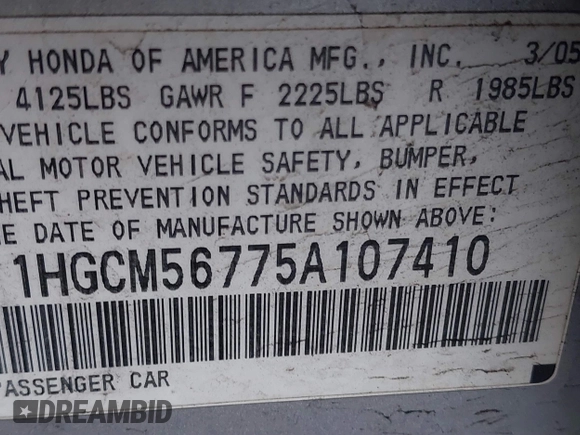 Y HONDA OF AMERICA MFG., INC. 3/05
4125LBS GAWR F 2225LBS R 1985LBS
VEHICLE CONFORMS TO ALL APPLICABLE
AL MOTOR VEHICLE SAFETY, BUMPER,
HEFT PREVENTION STANDARDS IN EFFECT
E DATE OF MANUFACTURE SHOWN ABOVE:
1HGCM56775A107410
PASSENGER CAR
DREAMBID